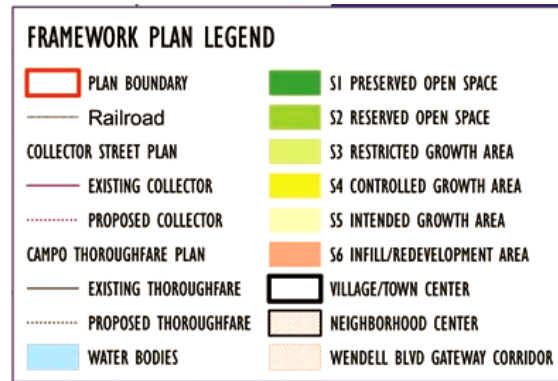 FRAMEWORK PLAN LEGEND
PLAN BOUNDARY
Railroad
COLLECTOR STREET PLAN
EXISTING COLLECTOR
PROPOSED COLLECTOR
CAMPO THOROUGHFARE PLAN
EXISTING THOROUGHFARE
PROPOSED THOROUGHFARE
WATER BODIES
S1 PRESERVED OPEN SPACE
S2 RESERVED OPEN SPACE
S3 RESTRICTED GROWTH AREA
S4 CONTROLLED GROWTH AREA
S5 INTENDED GROWTH AREA
S6 INFILL/REDEVELOPMENT AREA
VILLAGE/TOWN CENTER
NEIGHBORHOOD CENTER
WENDELL BLVD GATEWAY CORRIDOR